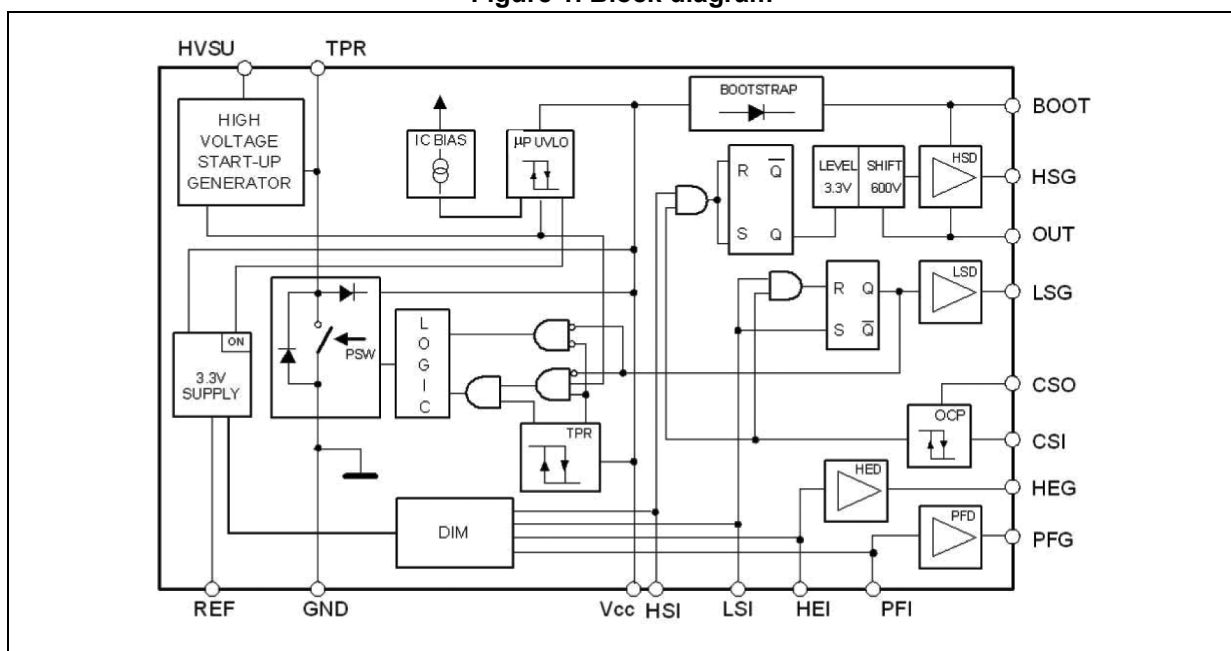 Figure 1. Block diagram
HVSU
TPR
HIGH
VOLTAGE
START-UP
GENERATOR
IC BIAS
µP UVLO
BOOTSTRAP
BOOT
R Q
S Q
LEVEL SHIFT
3.3V 600V
HSD
HSG
OUT
R Q
S Q
LSD
LSG
ON
3.3V
SUPPLY
PSW
LOGIC
TPR
CSO
OCP
CSI
DIM
HED
HEG
PFD
PFG
REF
GND
Vcc
HSI
LSI
HEI
PFI